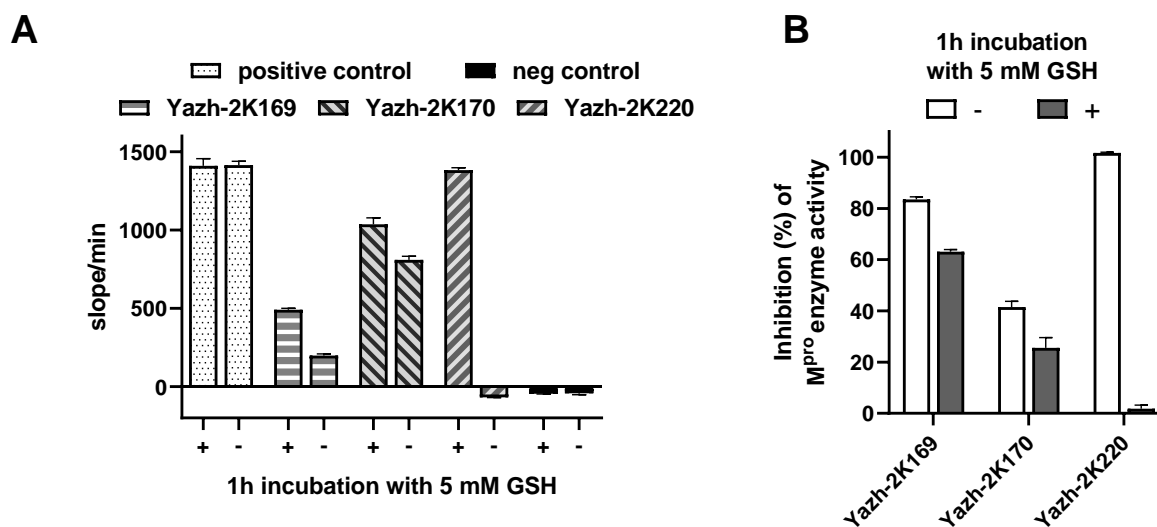 A
positive control neg control
Yazh-2K169 Yazh-2K170 Yazh-2K220
slope/min
1500
1000
500
0
+ - + - + - + - + -
1h incubation with 5 mM GSH
B
1h incubation
with 5 mM GSH
- +
Inhibition (%) of
Mpro enzyme activity
100
80
60
40
20
0
Yazh-2K169
Yazh-2K170
Yazh-2K220